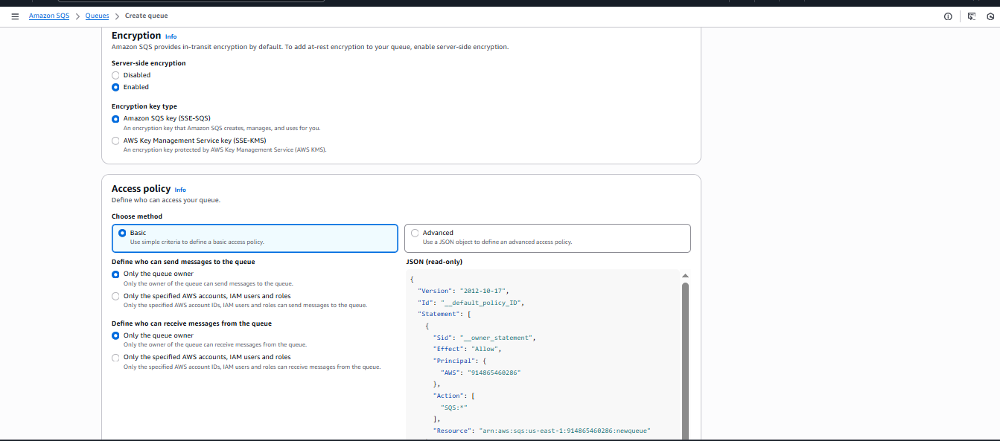 Amazon SQS > Queues > Create queue
Encryption Info
Amazon SQS provides in-transit encryption by default. To add at-rest encryption to your queue, enable server-side encryption.
Server-side encryption
Disabled
Enabled
Encryption key type
Amazon SQS key (SSE-SQS)
An encryption key that Amazon SQS creates, manages, and uses for you.
AWS Key Management Service key (SSE-KMS)
An encryption key protected by AWS Key Management Service (AWS KMS).
Access policy Info
Define who can access your queue.
Choose method
Basic
Use simple criteria to define a basic access policy.
Advanced
Use a JSON object to define an advanced access policy.
Define who can send messages to the queue
Only the queue owner
Only the owner of the queue can send messages to the queue.
Only the specified AWS accounts, IAM users and roles
Only the specified AWS account IDs, IAM users and roles can send messages to the queue.
Define who can receive messages from the queue
Only the queue owner
Only the owner of the queue can receive messages from the queue.
Only the specified AWS accounts, IAM users and roles
Only the specified AWS account IDs, IAM users and roles can receive messages from the queue.
JSON (read-only)
{
"Version": "2012-10-17",
"Id": "__default_policy_ID",
"Statement": [
{
"Sid": "__owner_statement",
"Effect": "Allow",
"Principal": {
"AWS": "914865460286"
},
"Action": [
"SQS:*"
],
"Resource": "arn:aws:sqs:us-east-1:914865460286:newqueue"